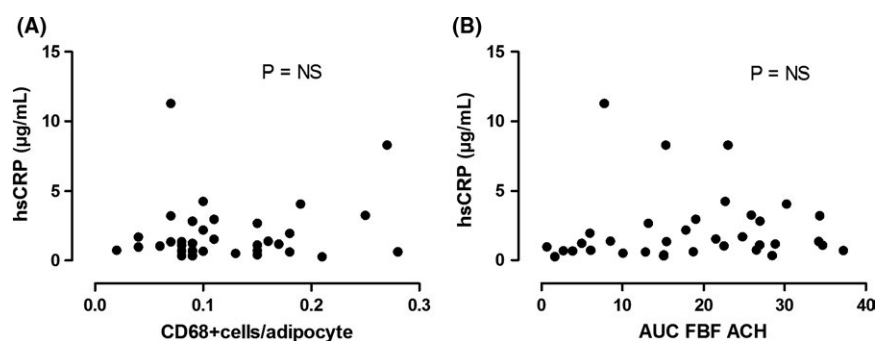 (A)
15
10
5
0
hsCRP (µg/mL)
P = NS
0.0 0.1 0.2 0.3
CD68+cells/adipocyte
(B)
15
10
5
0
hsCRP (µg/mL)
P = NS
0 10 20 30 40
AUC FBF ACH